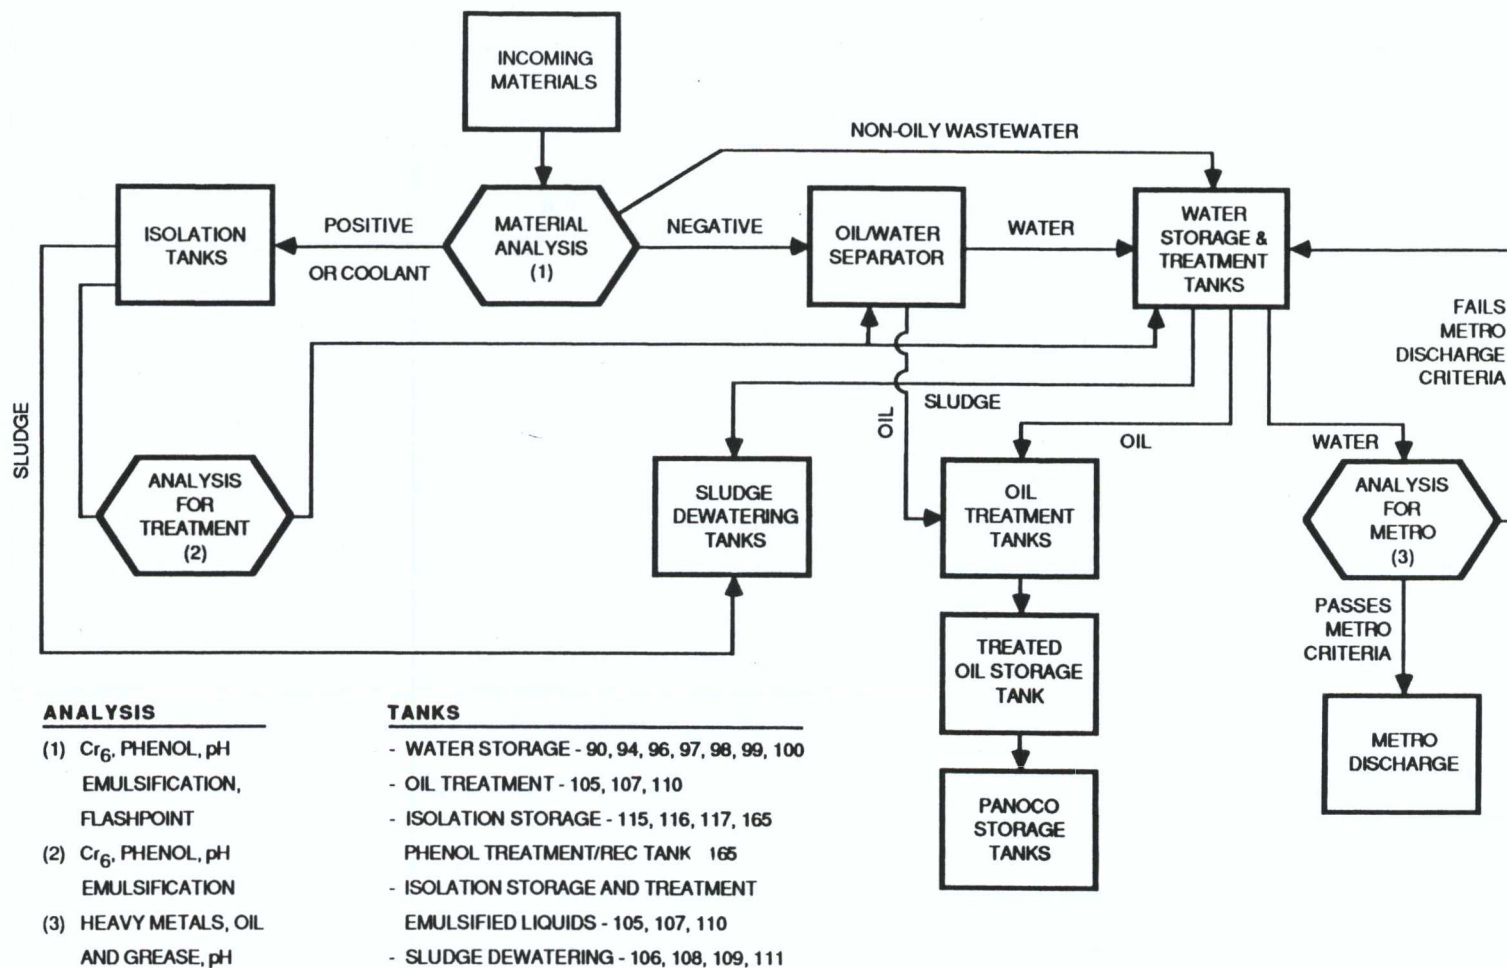 INCOMING
MATERIALS
NON-OILY WASTEWATER
ISOLATION
TANKS
POSITIVE
OR COOLANT
MATERIAL
ANALYSIS
(1)
NEGATIVE
OIL/WATER
SEPARATOR
WATER
WATER
STORAGE &
TREATMENT
TANKS
FAILS
METRO
DISCHARGE
CRITERIA
SLUDGE
OIL
SLUDGE
OIL
WATER
ANALYSIS
FOR
TREATMENT
(2)
SLUDGE
DEWATERING
TANKS
OIL
TREATMENT
TANKS
ANALYSIS
FOR
METRO
(3)
PASSES
METRO
CRITERIA
TREATED
OIL STORAGE
TANK
METRO
DISCHARGE
PANOCO
STORAGE
TANKS
ANALYSIS
(1) Cr6, PHENOL, pH
EMULSIFICATION,
FLASHPOINT
(2) Cr6, PHENOL, pH
EMULSIFICATION
(3) HEAVY METALS, OIL
AND GREASE, pH
TANKS
- WATER STORAGE - 90, 94, 96, 97, 98, 99, 100
- OIL TREATMENT - 105, 107, 110
- ISOLATION STORAGE - 115, 116, 117, 165
PHENOL TREATMENT/REC TANK 165
- ISOLATION STORAGE AND TREATMENT
EMULSIFIED LIQUIDS - 105, 107, 110
- SLUDGE DEWATERING - 106, 108, 109, 111